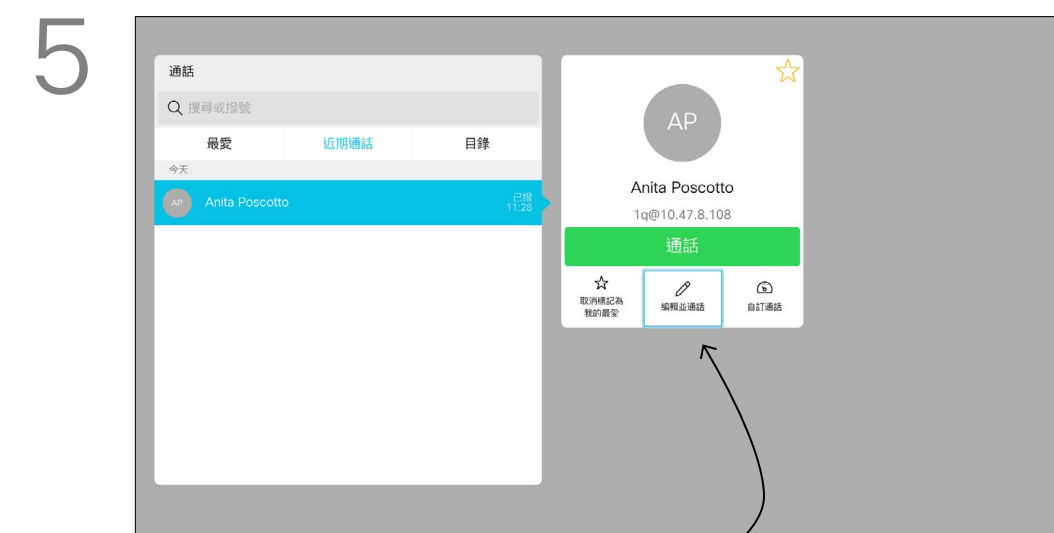 5
通話
搜尋或撥號
最愛 近期通話 目錄
今天
AP Anita Poscotto 已撥
11:28
AP
Anita Poscotto
1q@10.47.8.108
通話
取消標記為
我的最愛
編輯並通話
自訂通話